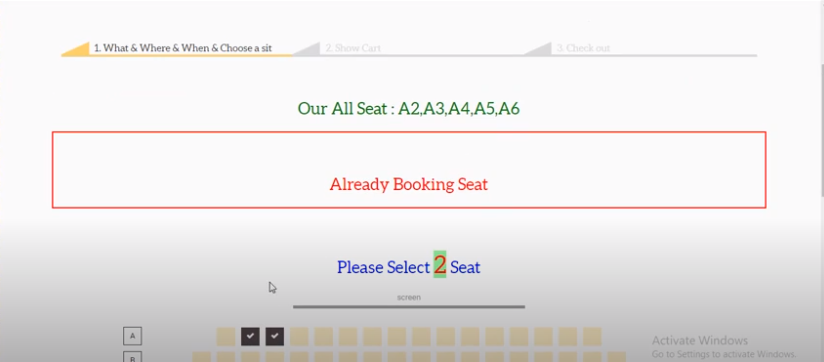 1. What & Where & When & Choose a sit
2. Show Cart
3. Check out
Our All Seat : A2,A3,A4,A5,A6
Already Booking Seat
Please Select 2 Seat
screen
A
B
Activate Windows
Go to Settings to activate Windows.